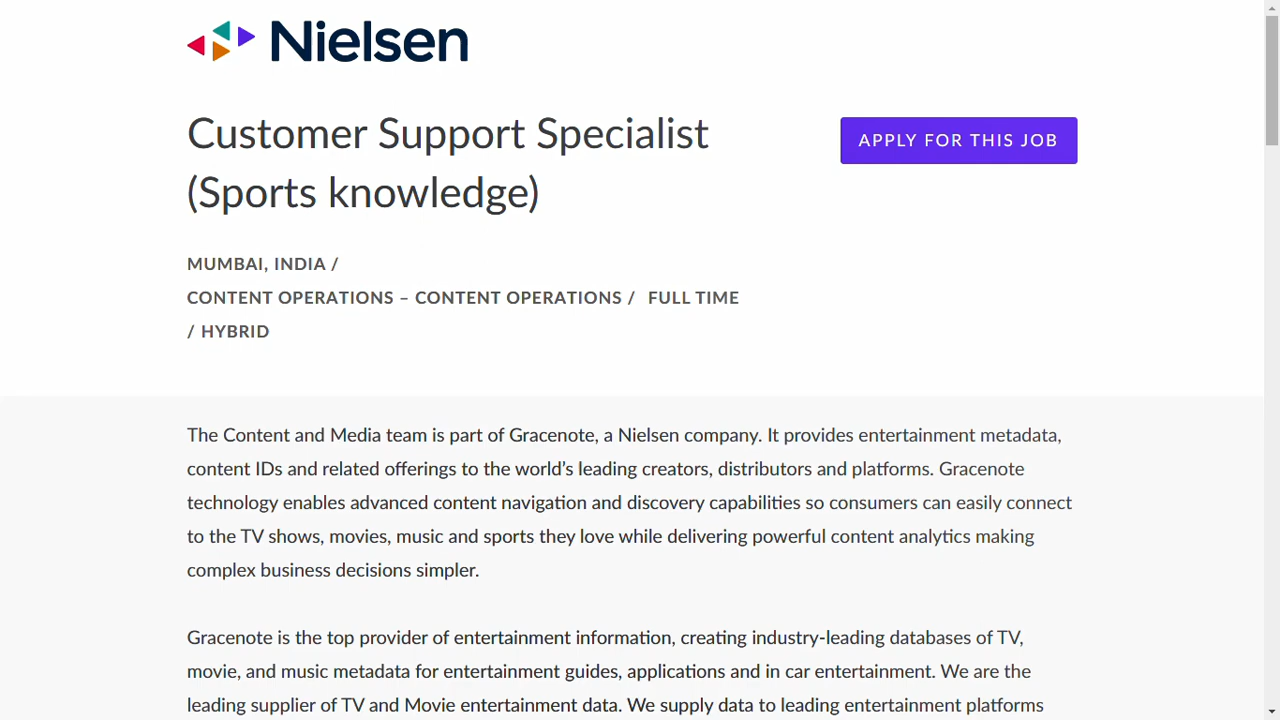 Nielsen
Customer Support Specialist
(Sports knowledge)
APPLY FOR THIS JOB
MUMBAI, INDIA /
CONTENT OPERATIONS – CONTENT OPERATIONS / FULL TIME
/ HYBRID
The Content and Media team is part of Gracenote, a Nielsen company. It provides entertainment metadata,
content IDs and related offerings to the world’s leading creators, distributors and platforms. Gracenote
technology enables advanced content navigation and discovery capabilities so consumers can easily connect
to the TV shows, movies, music and sports they love while delivering powerful content analytics making
complex business decisions simpler.
Gracenote is the top provider of entertainment information, creating industry-leading databases of TV,
movie, and music metadata for entertainment guides, applications and in car entertainment. We are the
leading supplier of TV and Movie entertainment data. We supply data to leading entertainment platforms